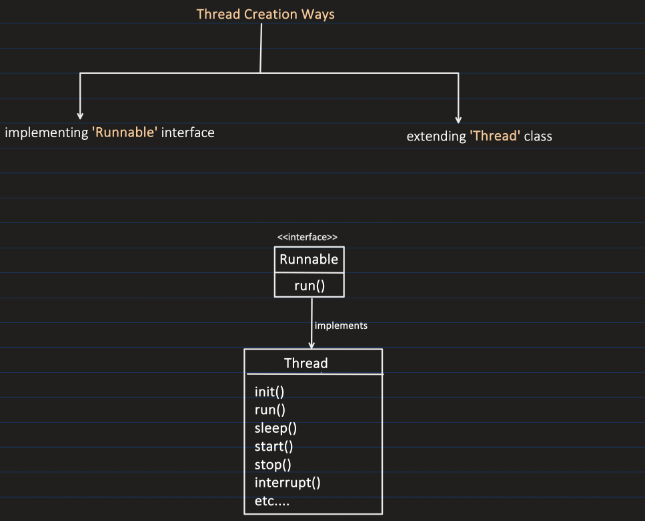 Thread Creation Ways
implementing 'Runnable' interface
extending 'Thread' class
<<interface>>
Runnable
run()
implements
Thread
init()
run()
sleep()
start()
stop()
interrupt()
etc....